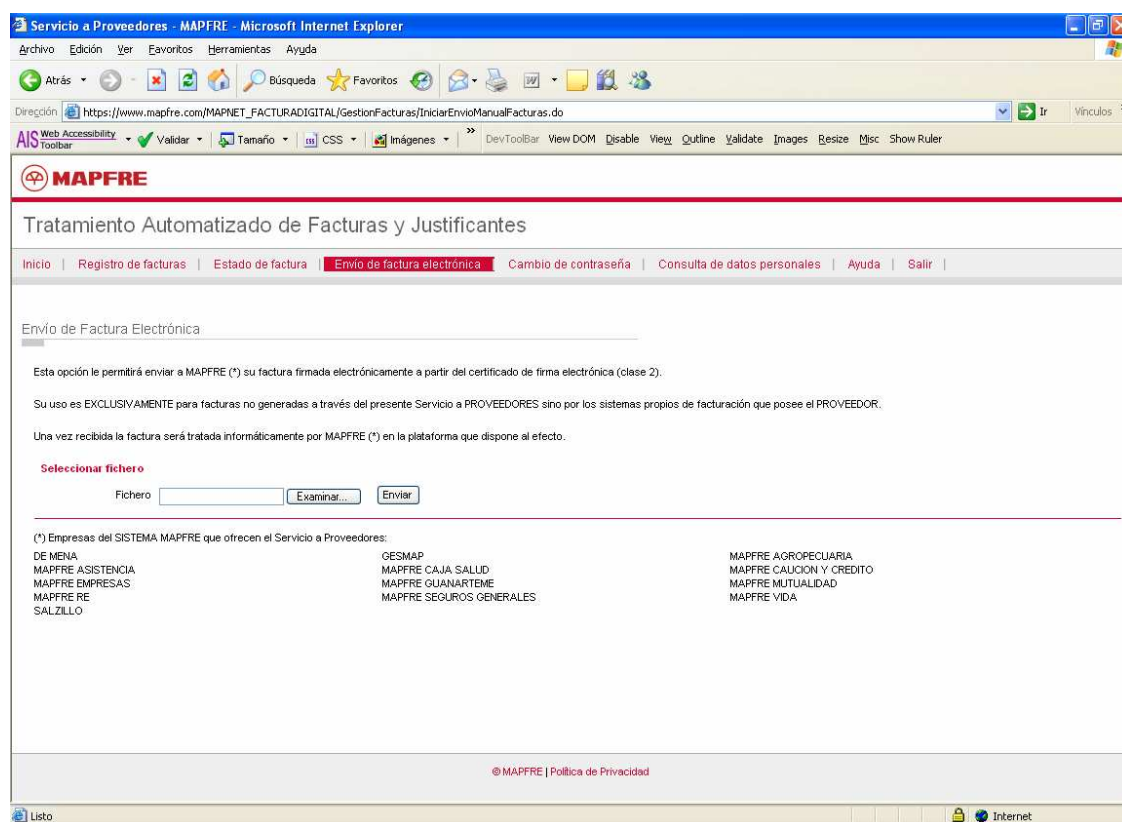 Servicio a Proveedores - MAPFRE - Microsoft Internet Explorer
Archivo Edición Ver Favoritos Herramientas Ayuda
Atrás Búsqueda Favoritos
Dirección https://www.mapfre.com/MAPNET_FACTURADIGITAL/GestionFacturas/IniciarEnvioManualFacturas.do Ir Vínculos
AIS Web Accessibility Toolbar Validar Tamaño CSS Imágenes » DevToolBar View DOM Disable View Outline Validate Images Resize Misc Show Ruler
MAPFRE
Tratamiento Automatizado de Facturas y Justificantes
Inicio | Registro de facturas | Estado de factura | Envío de factura electrónica | Cambio de contraseña | Consulta de datos personales | Ayuda | Salir |
Envío de Factura Electrónica
Esta opción le permitirá enviar a MAPFRE (*) su factura firmada electrónicamente a partir del certificado de firma electrónica (clase 2).
Su uso es EXCLUSIVAMENTE para facturas no generadas a través del presente Servicio a PROVEEDORES sino por los sistemas propios de facturación que posee el PROVEEDOR.
Una vez recibida la factura será tratada informáticamente por MAPFRE (*) en la plataforma que dispone al efecto.
Seleccionar fichero
Fichero Examinar... Enviar
(*) Empresas del SISTEMA MAPFRE que ofrecen el Servicio a Proveedores:
DE MENA GESMAP MAPFRE AGROPECUARIA
MAPFRE ASISTENCIA MAPFRE CAJA SALUD MAPFRE CAUCION Y CREDITO
MAPFRE EMPRESAS MAPFRE GUANARTEME MAPFRE MUTUALIDAD
MAPFRE RE MAPFRE SEGUROS GENERALES MAPFRE VIDA
SALZILLO
© MAPFRE | Política de Privacidad
Listo Internet